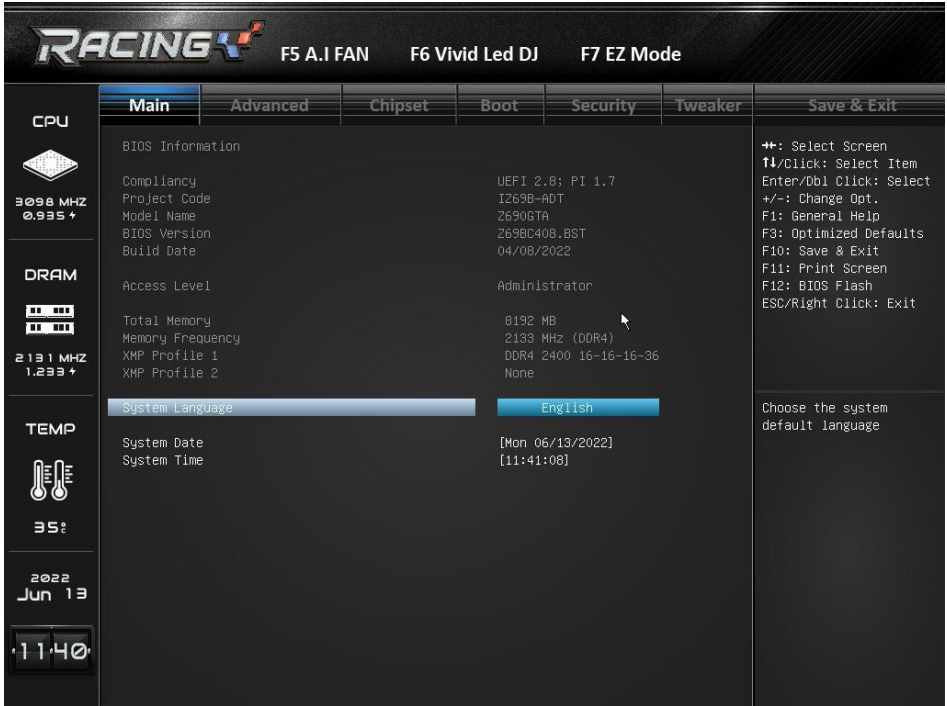 RACING
F5 A.I FAN F6 Vivid Led DJ F7 EZ Mode
Main Advanced Chipset Boot Security Tweaker Save & Exit
CPU
3098 MHZ
0.935
DRAM
2131 MHZ
1.233
TEMP
35°C
2022
Jun 13
11:40
BIOS Information
Compliancy UEFI 2.8; PI 1.7
Project Code IZ69B-ADT
Model Name Z690GTA
BIOS Version Z69BC408.BST
Build Date 04/08/2022
Access Level Administrator
Total Memory 8192 MB
Memory Frequency 2133 MHz (DDR4)
XMP Profile 1 DDR4 2400 16-16-16-36
XMP Profile 2 None
System Language English
System Date [Mon 06/13/2022]
System Time [11:41:08]
→←: Select Screen
↑↓/Click: Select Item
Enter/Dbl Click: Select
+/-: Change Opt.
F1: General Help
F3: Optimized Defaults
F10: Save & Exit
F11: Print Screen
F12: BIOS Flash
ESC/Right Click: Exit
Choose the system
default language